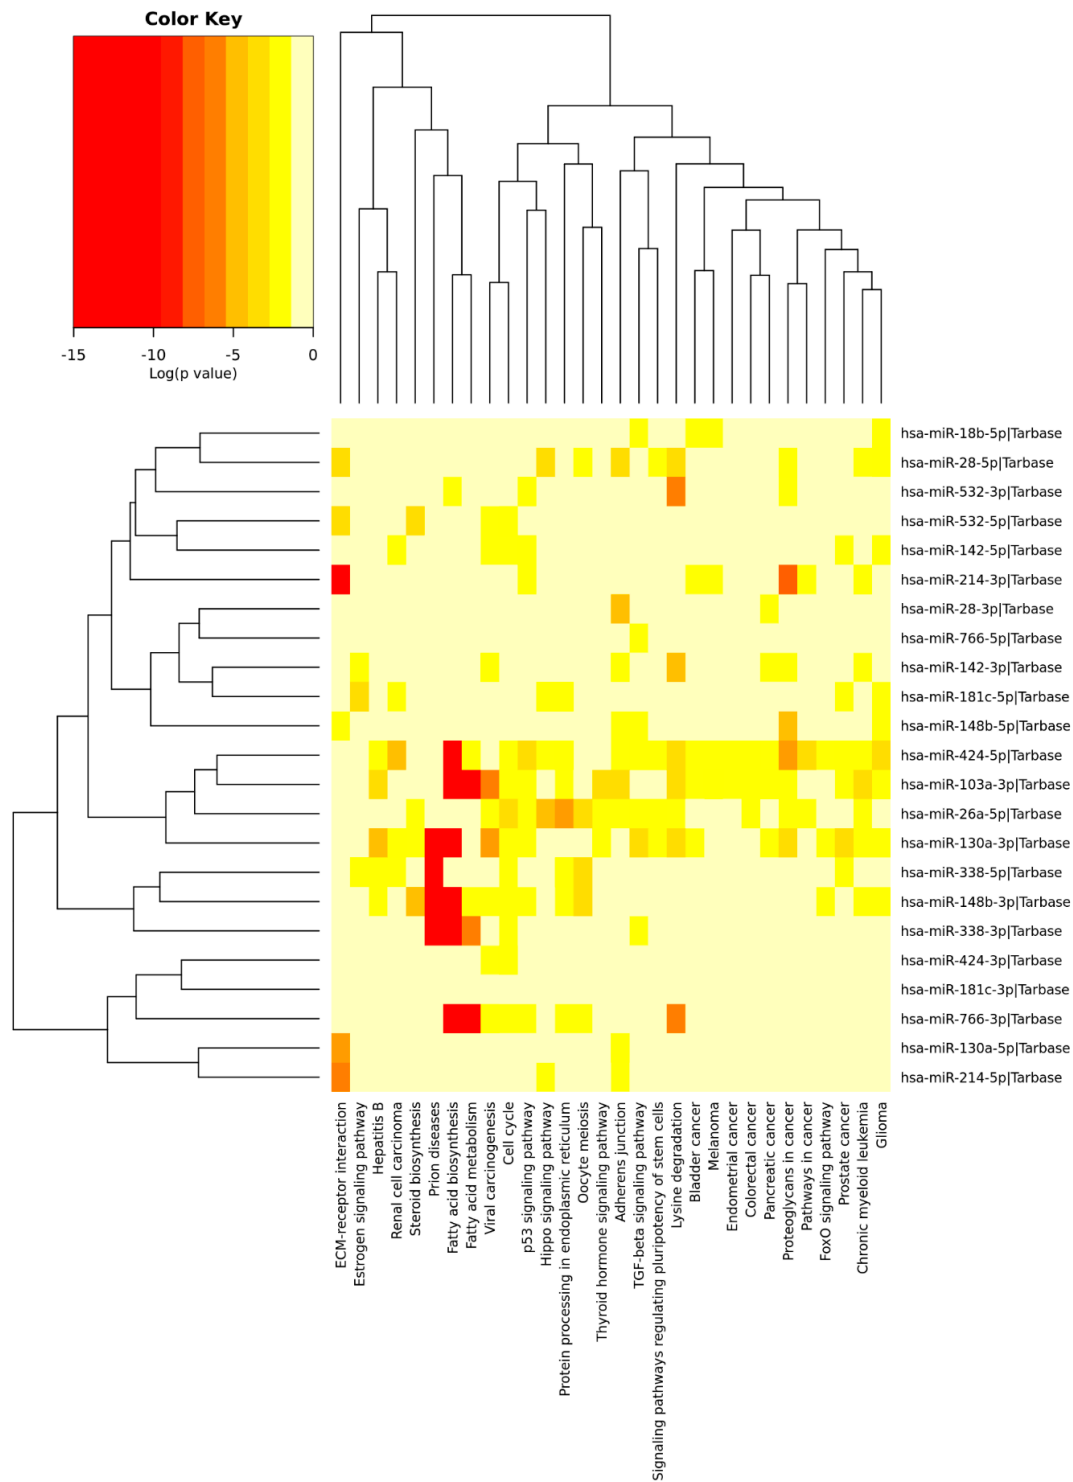 Color Key
-15 -10 -5 0
Log(p value)
hsa-miR-18b-5p|Tarbase
hsa-miR-28-5p|Tarbase
hsa-miR-532-3p|Tarbase
hsa-miR-532-5p|Tarbase
hsa-miR-142-5p|Tarbase
hsa-miR-214-3p|Tarbase
hsa-miR-28-3p|Tarbase
hsa-miR-766-5p|Tarbase
hsa-miR-142-3p|Tarbase
hsa-miR-181c-5p|Tarbase
hsa-miR-148b-5p|Tarbase
hsa-miR-424-5p|Tarbase
hsa-miR-103a-3p|Tarbase
hsa-miR-26a-5p|Tarbase
hsa-miR-130a-3p|Tarbase
hsa-miR-338-5p|Tarbase
hsa-miR-148b-3p|Tarbase
hsa-miR-338-3p|Tarbase
hsa-miR-424-3p|Tarbase
hsa-miR-181c-3p|Tarbase
hsa-miR-766-3p|Tarbase
hsa-miR-130a-5p|Tarbase
hsa-miR-214-5p|Tarbase
ECM-receptor interaction
Estrogen signaling pathway
Hepatitis B
Renal cell carcinoma
Steroid biosynthesis
Prion diseases
Fatty acid biosynthesis
Fatty acid metabolism
Viral carcinogenesis
Cell cycle
p53 signaling pathway
Hippo signaling pathway
Protein processing in endoplasmic reticulum
Oocyte meiosis
Thyroid hormone signaling pathway
Adherens junction
TGF-beta signaling pathway
Signaling pathways regulating pluripotency of stem cells
Lysine degradation
Bladder cancer
Melanoma
Endometrial cancer
Colorectal cancer
Pancreatic cancer
Proteoglycans in cancer
Pathways in cancer
FoxO signaling pathway
Prostate cancer
Chronic myeloid leukemia
Glioma